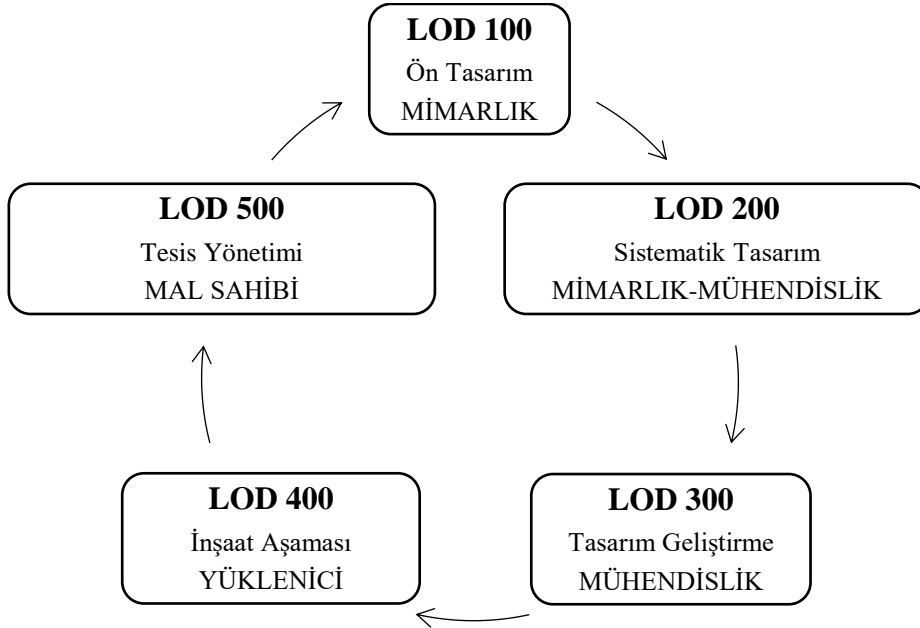 LOD 100
Ön Tasarım
MİMARLIK
LOD 500
Tesis Yönetimi
MAL SAHİBİ
LOD 200
Sistematik Tasarım
MİMARLIK-MÜHENDİSLİK
LOD 400
İnşaat Aşaması
YÜKLENİCİ
LOD 300
Tasarım Geliştirme
MÜHENDİSLİK